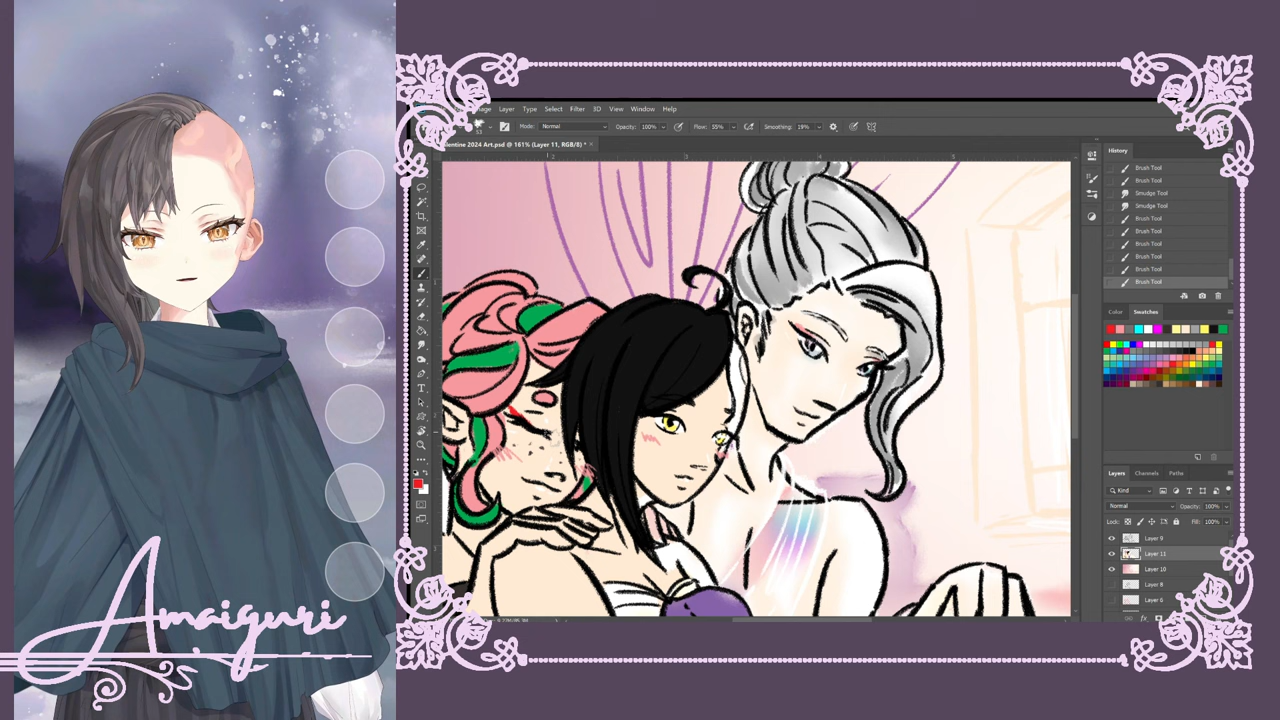 Layer Type Select Filter 3D View Window Help
Mode: Normal Opacity: 100% Flow: 55% Smoothing: 19%
entine 2024 Art.psd @ 161% (Layer 11, RGB/8) * ×
History
Brush Tool
Brush Tool
Smudge Tool
Smudge Tool
Brush Tool
Brush Tool
Brush Tool
Brush Tool
Brush Tool
Brush Tool
Color Swatches
Layers Channels Paths
Kind
Normal Opacity: 100%
Lock: Fill: 100%
Layer 9
Layer 11
Layer 10
Layer 8
Layer 6
Amaiguri